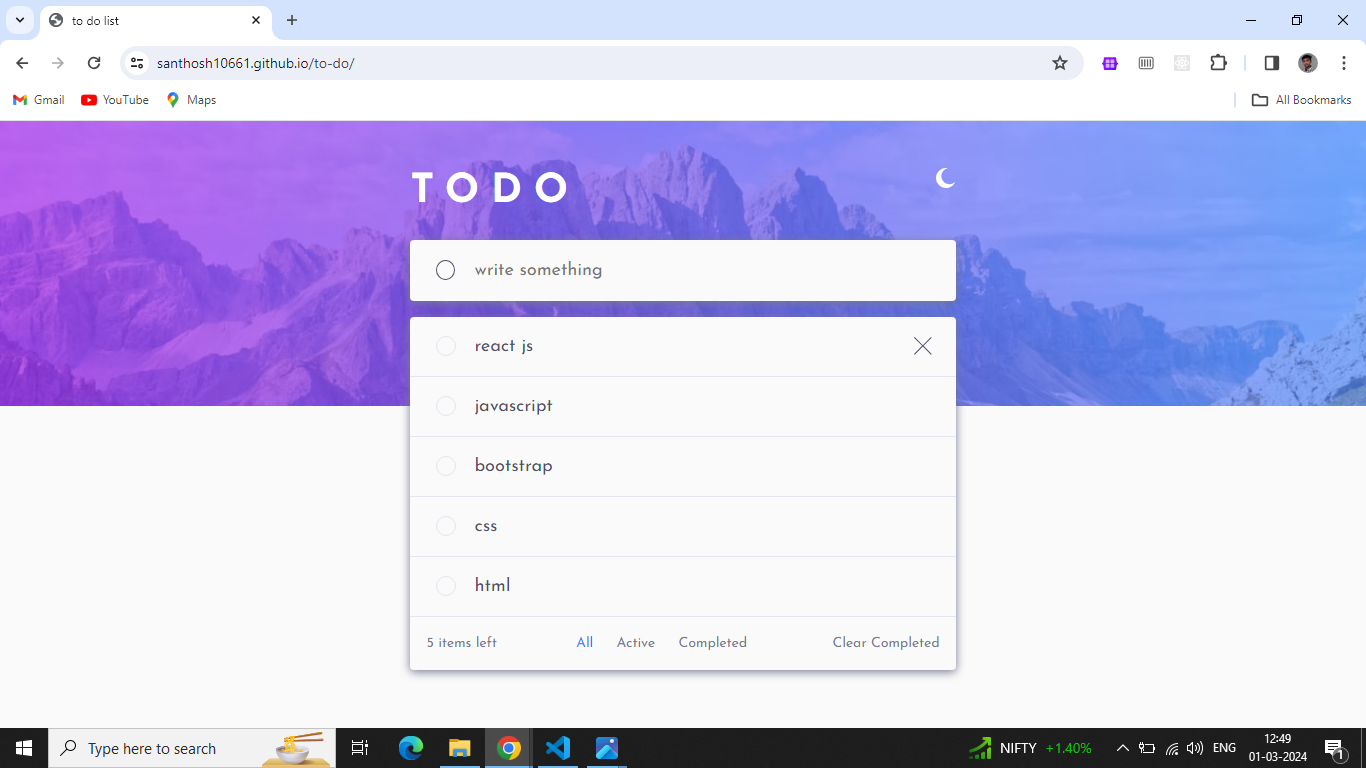 to do list
santhosh10661.github.io/to-do/
Gmail YouTube Maps All Bookmarks
TODO
write something
react js
javascript
bootstrap
css
html
5 items left All Active Completed Clear Completed
Type here to search NIFTY +1.40% ENG 12:49
01-03-2024 1